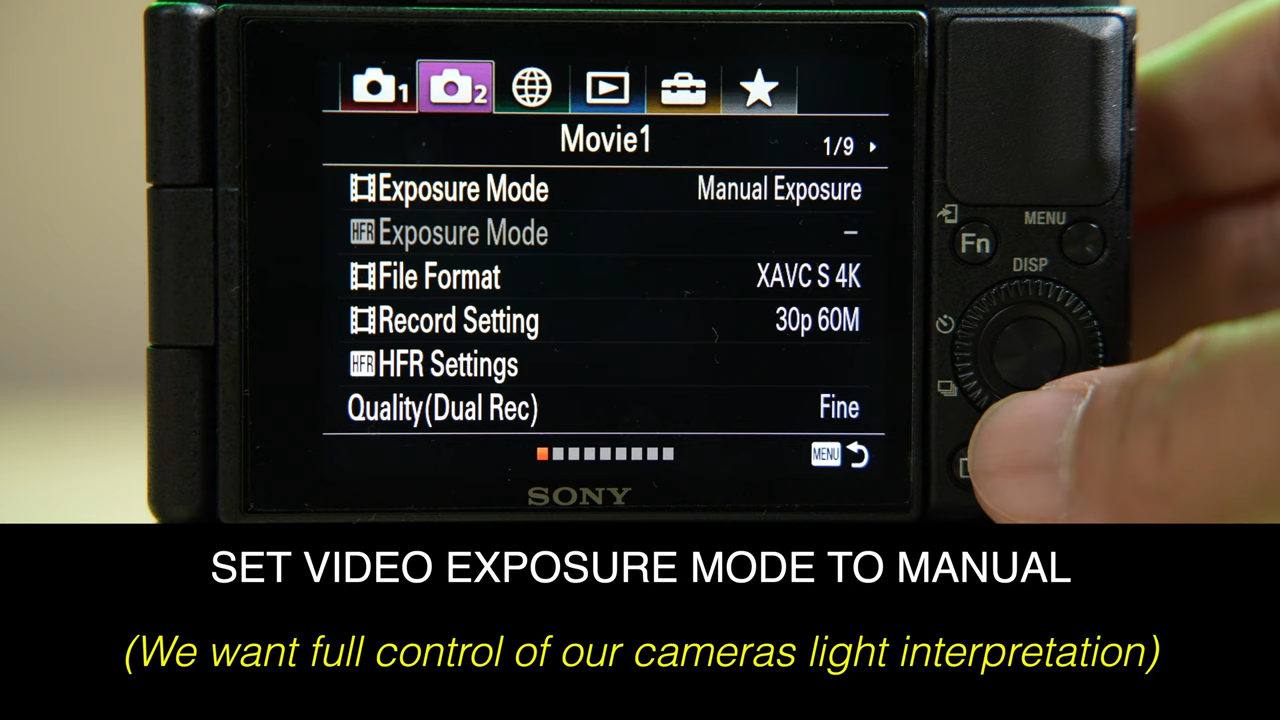 1 2
Movie1 1/9
Exposure Mode Manual Exposure
HFR Exposure Mode –
File Format XAVC S 4K
Record Setting 30p 60M
HFR HFR Settings
Quality(Dual Rec) Fine
MENU
SONY
MENU
Fn
DISP
SET VIDEO EXPOSURE MODE TO MANUAL
(We want full control of our cameras light interpretation)